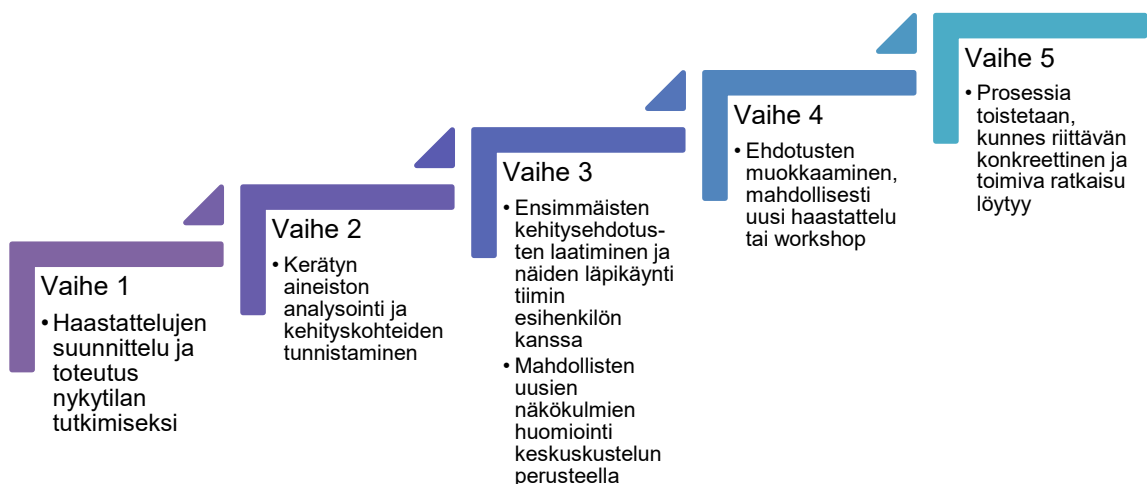 Vaihe 1
• Haastattelujen
suunnittelu ja
toteutus
nykytilan
tutkimiseksi
Vaihe 2
• Kerätyn
aineiston
analysointi ja
kehityskohteiden
tunnistaminen
Vaihe 3
• Ensimmäisten
kehitysehdotus-
ten laatiminen ja
näiden läpikäynti
tiimin
esihenkilön
kanssa
• Mahdollisten
uusien
näkökulmien
huomiointi
keskuskustelun
perusteella
Vaihe 4
• Ehdotusten
muokkaaminen,
mahdollisesti
uusi haastattelu
tai workshop
Vaihe 5
• Prosessia
toistetaan,
kunnes riittävän
konkreettinen ja
toimiva ratkaisu
löytyy